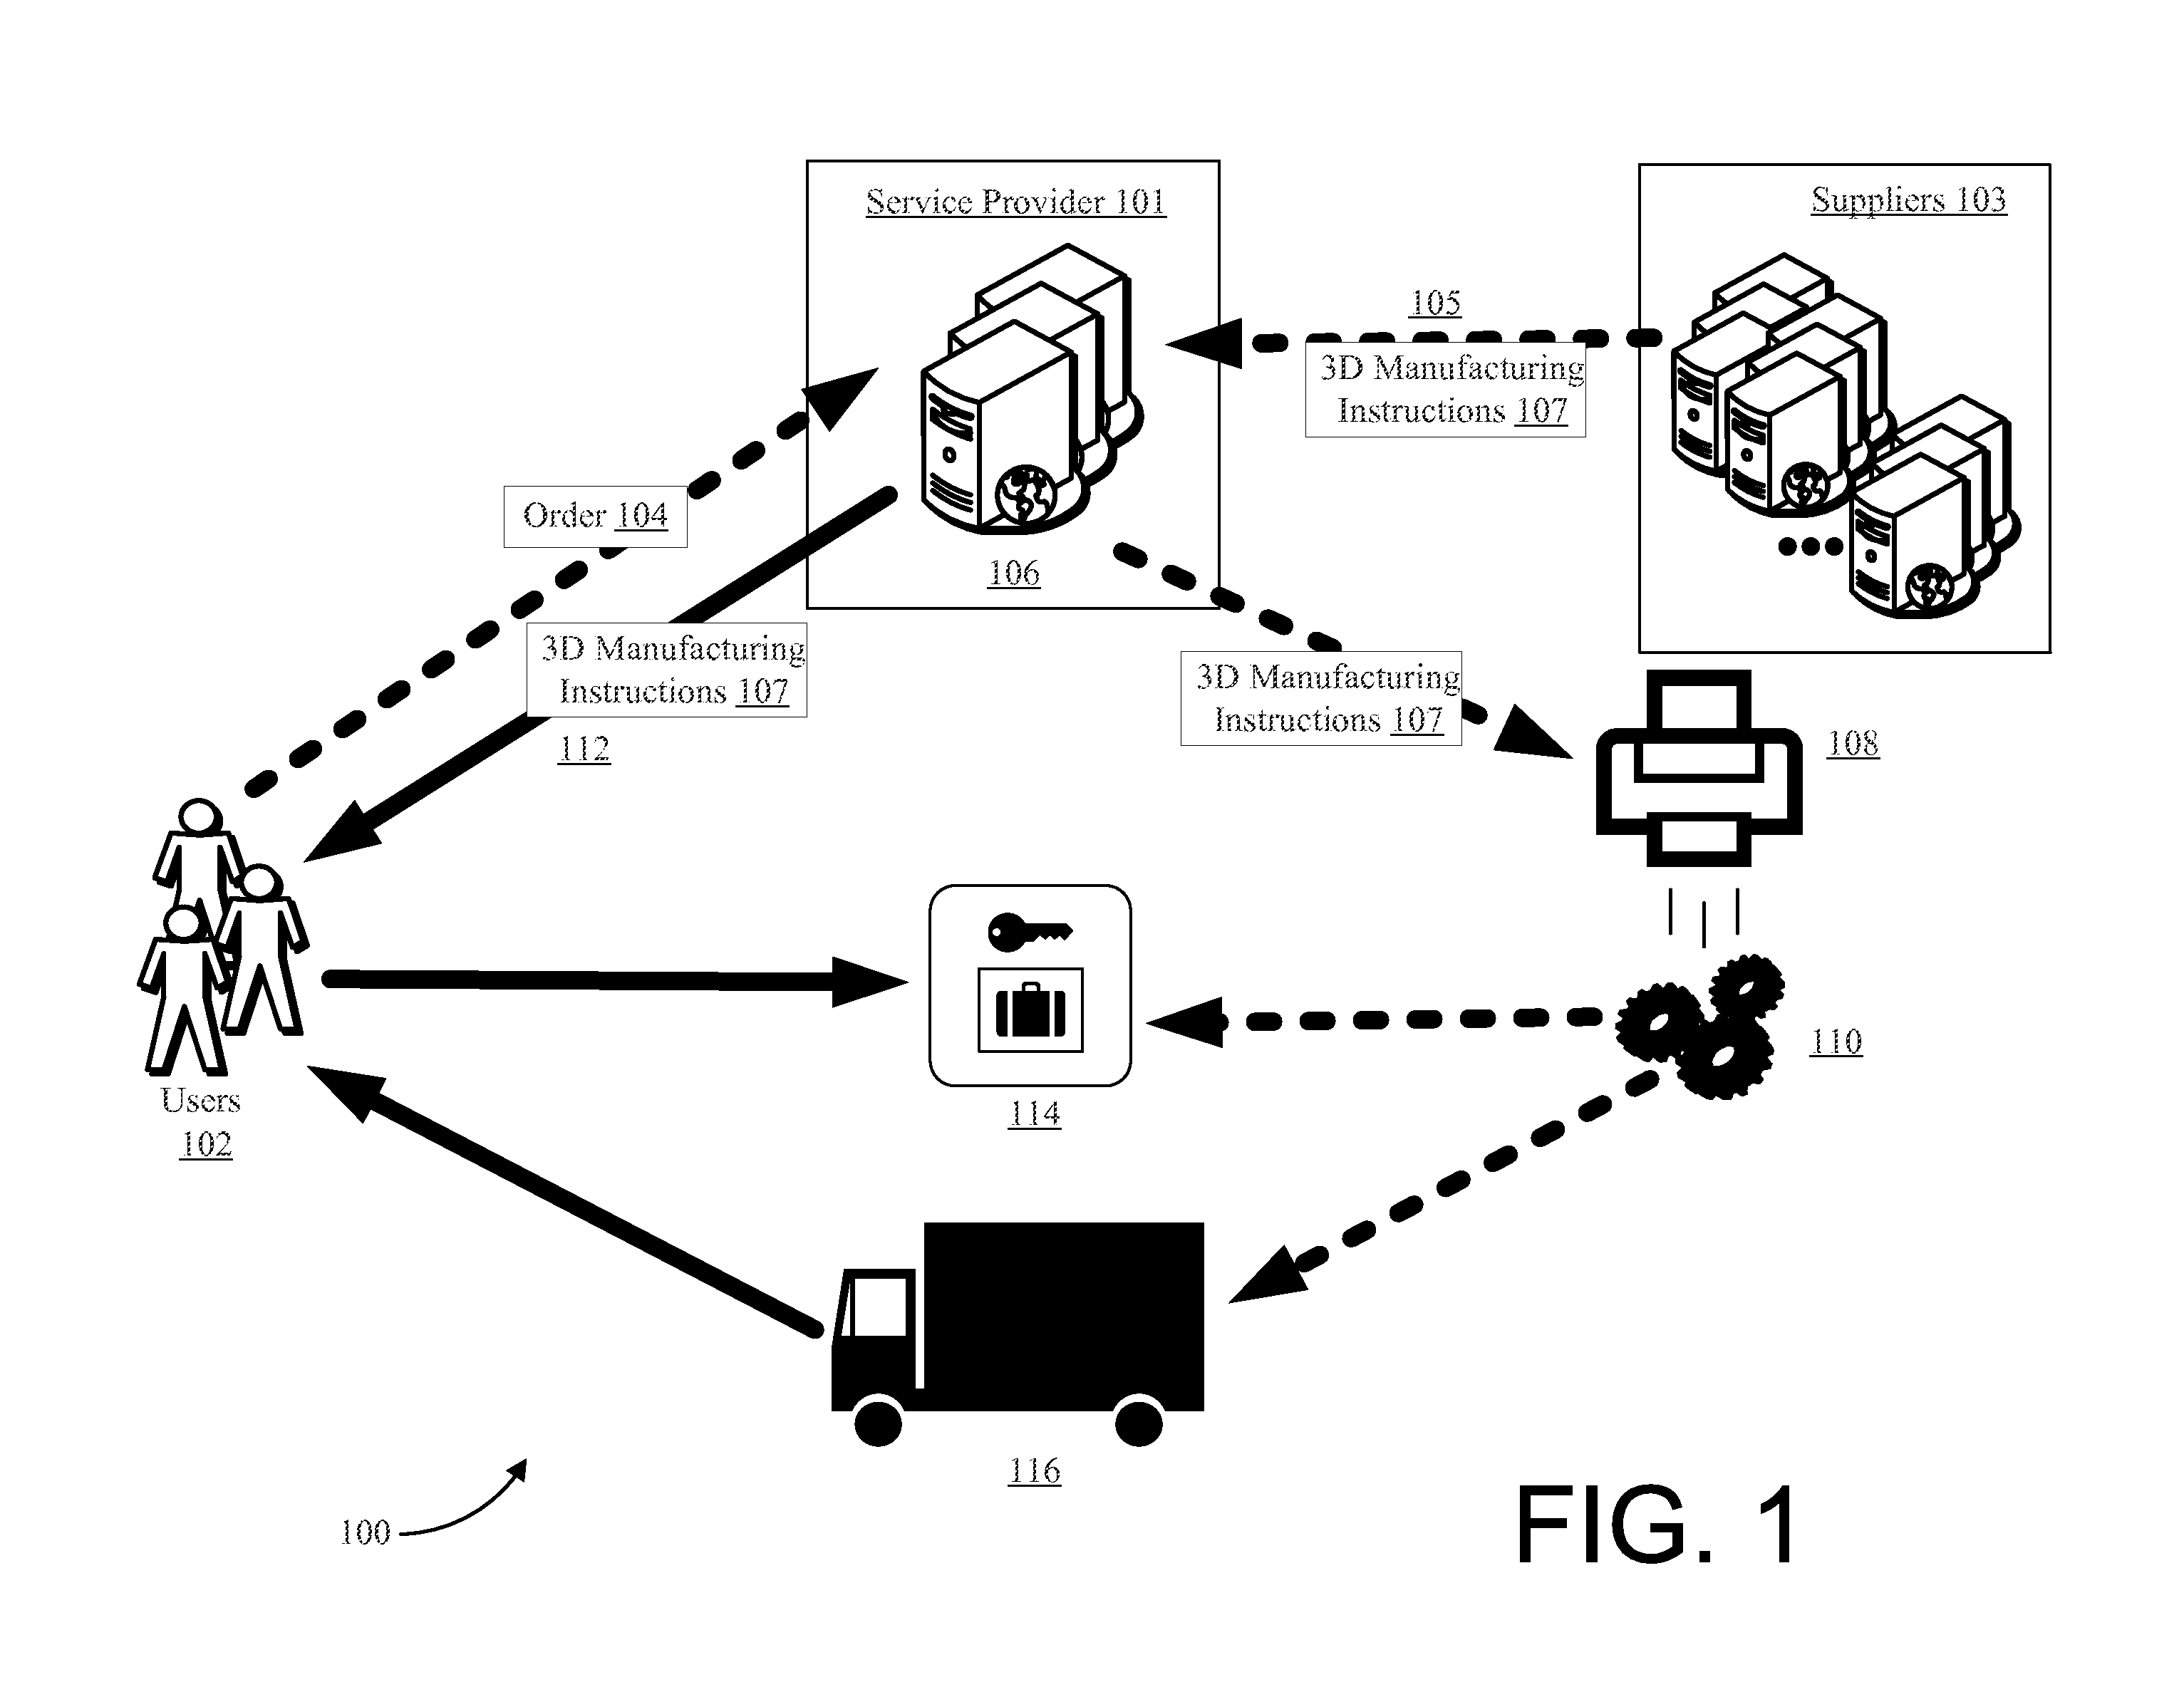 Service Provider 101
Suppliers 103
105
3D Manufacturing
Instructions 107
Order 104
106
3D Manufacturing
Instructions 107
112
3D Manufacturing
Instructions 107
108
110
Users
102
114
116
100
FIG. 1